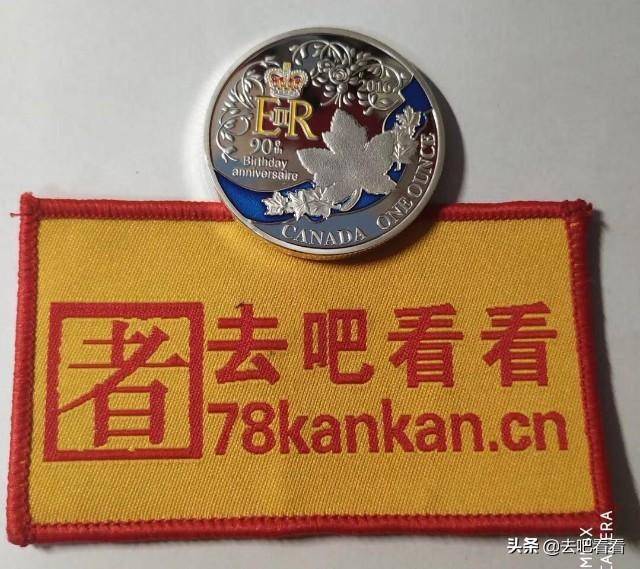 2016
EIIR
90th
Birthday
anniversaire
CANADA ONE OUNCE
者
去吧看看
78kankan.cn
头条 @去吧看看